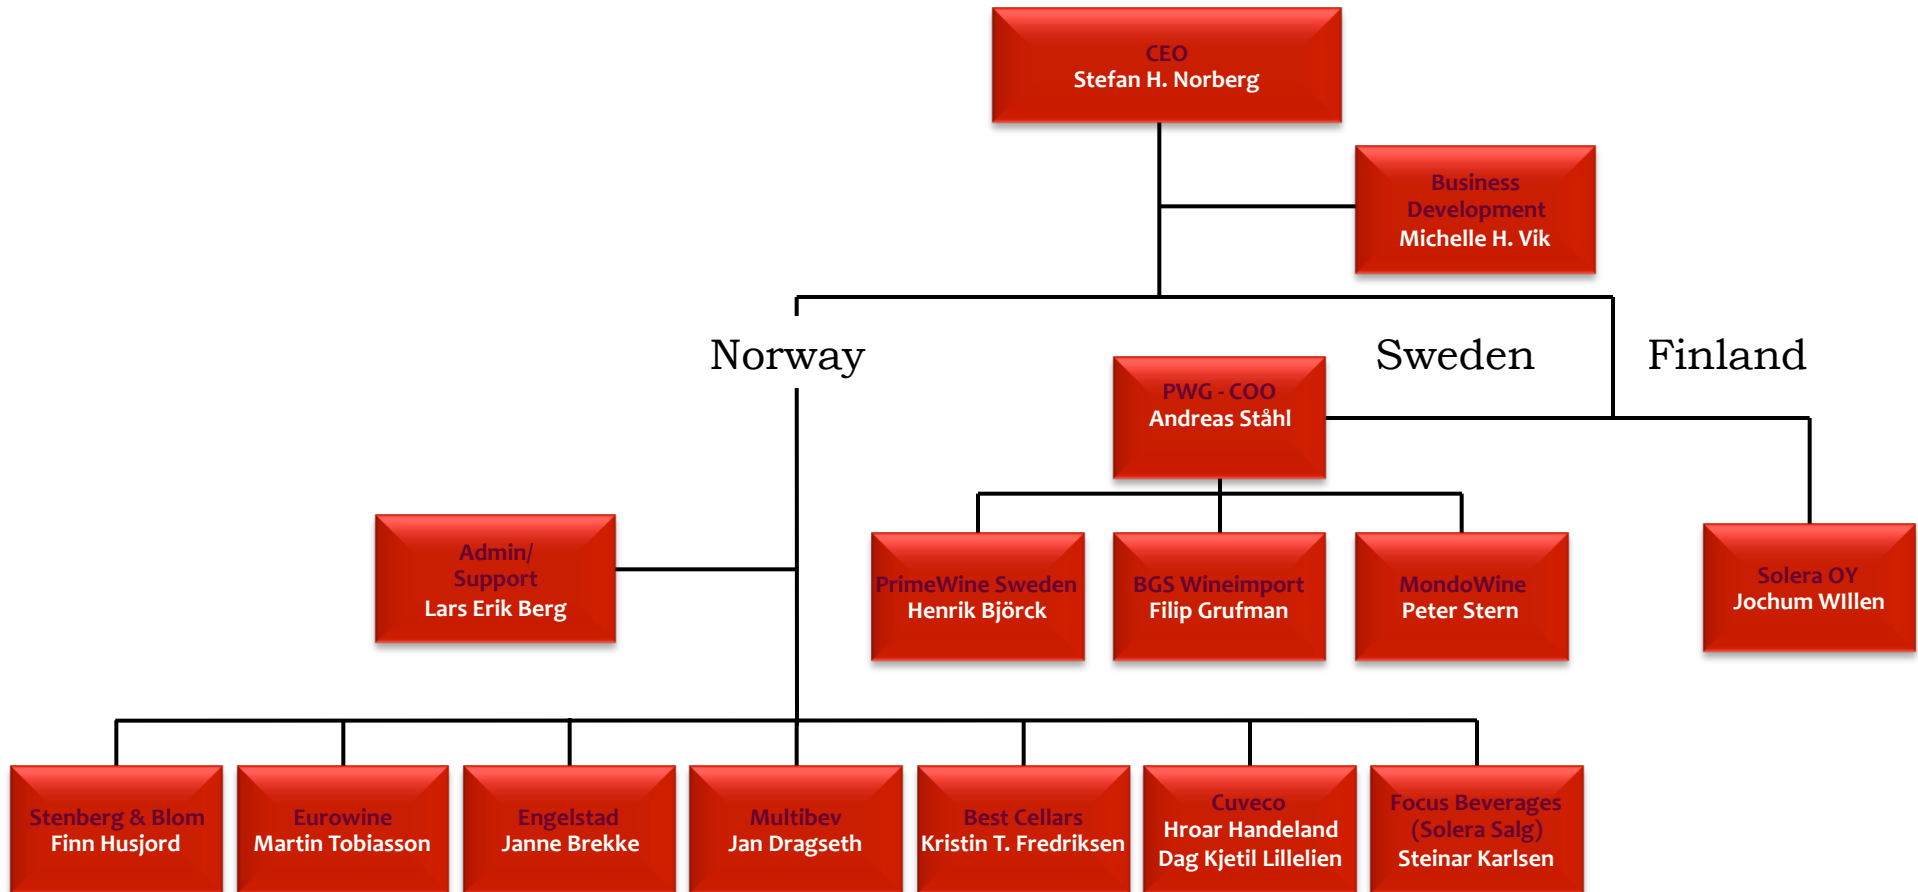 CEO
Stefan H. Norberg
Business
Development
Michelle H. Vik
Norway
Sweden
Finland
PWG - COO
Andreas Ståhl
Admin/
Support
Lars Erik Berg
PrimeWine Sweden
Henrik Björck
BGS Wineimport
Filip Grufman
MondoWine
Peter Stern
Solera OY
Jochum WIllen
Stenberg & Blom
Finn Husjord
Eurowine
Martin Tobiasson
Engelstad
Janne Brekke
Multibev
Jan Dragseth
Best Cellars
Kristin T. Fredriksen
Cuveco
Hroar Handeland
Dag Kjetil Lillelien
Focus Beverages
(Solera Salg)
Steinar Karlsen